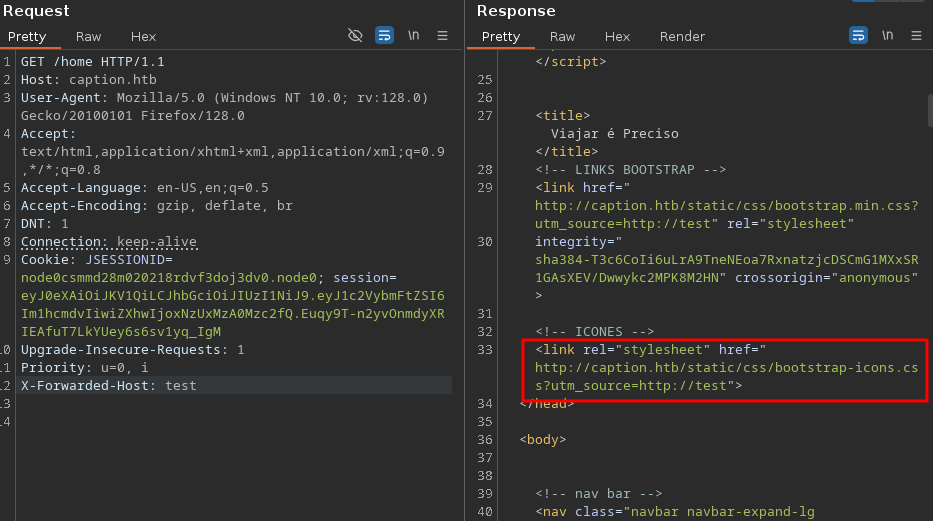 Request
Pretty Raw Hex \n
1 GET /home HTTP/1.1
2 Host: caption.htb
3 User-Agent: Mozilla/5.0 (Windows NT 10.0; rv:128.0)
Gecko/20100101 Firefox/128.0
4 Accept:
text/html,application/xhtml+xml,application/xml;q=0.9
,*/*;q=0.8
5 Accept-Language: en-US,en;q=0.5
6 Accept-Encoding: gzip, deflate, br
7 DNT: 1
8 Connection: keep-alive
9 Cookie: JSESSIONID=
node0csmmd28m020218rdvf3doj3dv0.node0; session=
eyJ0eXAiOiJKV1QiLCJhbGciOiJIUzI1NiJ9.eyJ1c2VybmFtZSI6
Im1hcmdvIiwiZXhwIjoxNzUxMzA0Mzc2fQ.Euqy9T-n2yvOnmdyXR
IEAfuT7LkYUey6s6sv1yq_IgM
10 Upgrade-Insecure-Requests: 1
11 Priority: u=0, i
12 X-Forwarded-Host: test
13
14
Response
Pretty Raw Hex Render \n
</script>
25
26
27 <title>
Viajar é Preciso
</title>
28 <!-- LINKS BOOTSTRAP -->
29 <link href="
http://caption.htb/static/css/bootstrap.min.css?
utm_source=http://test" rel="stylesheet"
30 integrity="
sha384-T3c6CoIi6uLrA9TneNEoa7RxnatzjcDSCmG1MXxSR
1GAsXEV/Dwwykc2MPK8M2HN" crossorigin="anonymous"
>
31
32 <!-- ICONES -->
33 <link rel="stylesheet" href="
http://caption.htb/static/css/bootstrap-icons.cs
s?utm_source=http://test">
34 </head>
35
36 <body>
37
38
39 <!-- nav bar -->
40 <nav class="navbar navbar-expand-lg